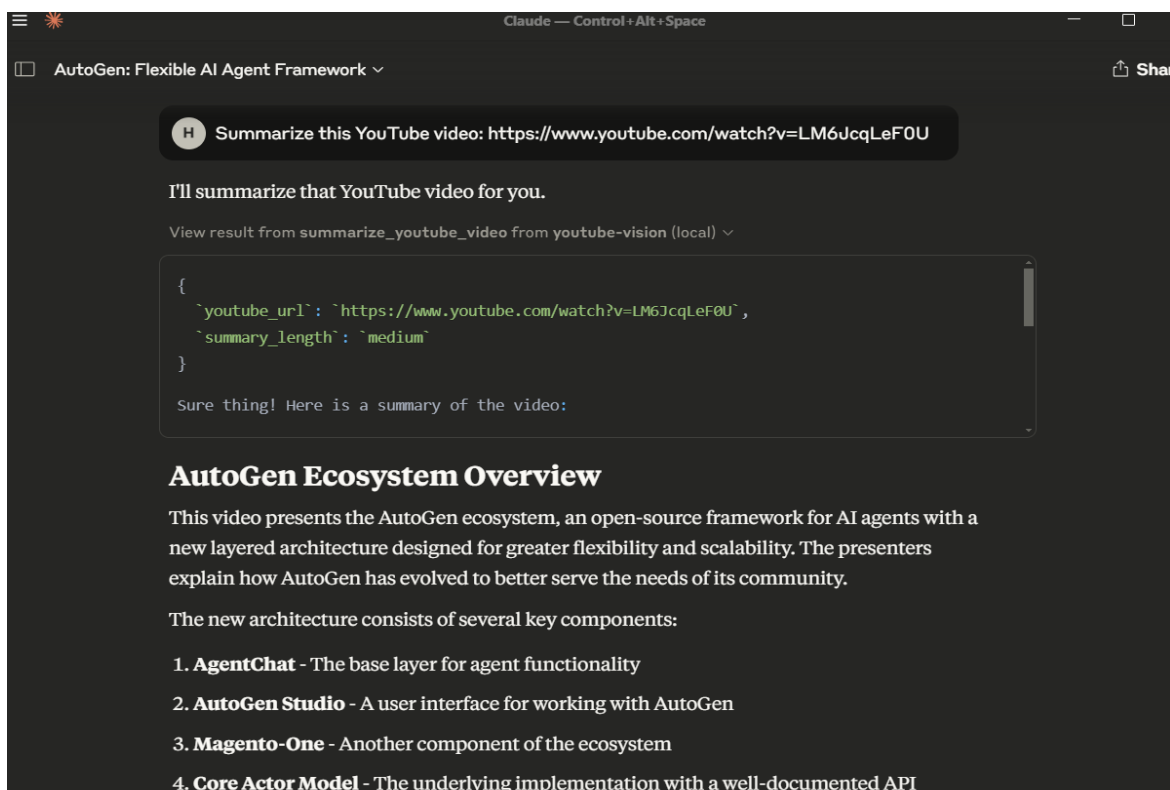 Claude — Control+Alt+Space
AutoGen: Flexible AI Agent Framework
Shar
H Summarize this YouTube video: https://www.youtube.com/watch?v=LM6JcqLeF0U
I'll summarize that YouTube video for you.
View result from summarize_youtube_video from youtube-vision (local)
{
`youtube_url`: `https://www.youtube.com/watch?v=LM6JcqLeF0U`,
`summary_length`: `medium`
}
Sure thing! Here is a summary of the video:
AutoGen Ecosystem Overview
This video presents the AutoGen ecosystem, an open-source framework for AI agents with a
new layered architecture designed for greater flexibility and scalability. The presenters
explain how AutoGen has evolved to better serve the needs of its community.
The new architecture consists of several key components:
1. AgentChat - The base layer for agent functionality
2. AutoGen Studio - A user interface for working with AutoGen
3. Magento-One - Another component of the ecosystem
4. Core Actor Model - The underlying implementation with a well-documented API